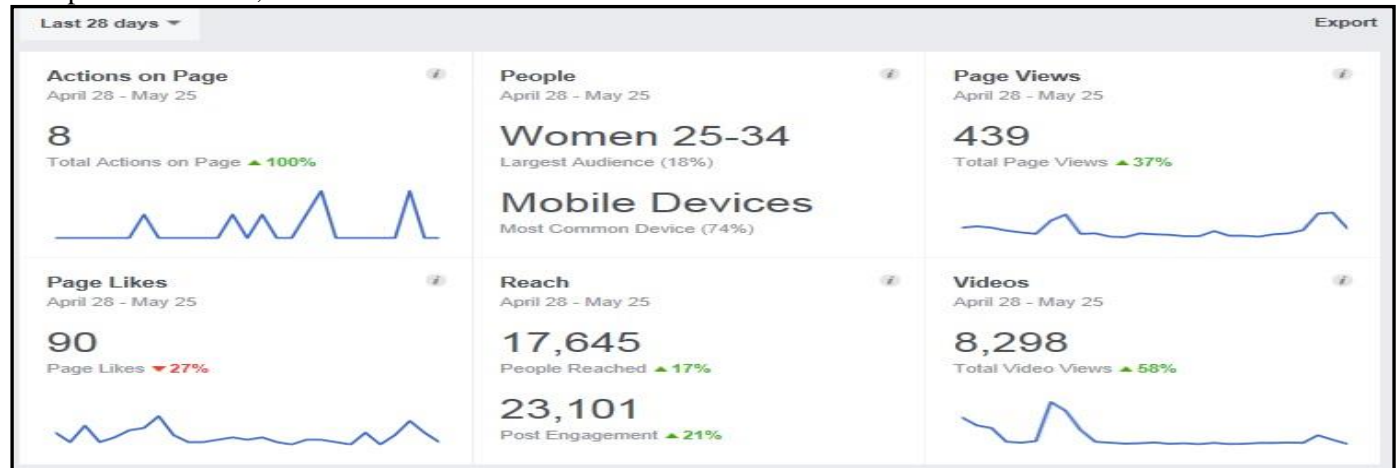 Last 28 days
Export
Actions on Page
April 28 - May 25
8
Total Actions on Page ▲ 100%
People
April 28 - May 25
Women 25-34
Largest Audience (18%)
Mobile Devices
Most Common Device (74%)
Page Views
April 28 - May 25
439
Total Page Views ▲ 37%
Page Likes
April 28 - May 25
90
Page Likes ▼ 27%
Reach
April 28 - May 25
17,645
People Reached ▲ 17%
23,101
Post Engagement ▲ 21%
Videos
April 28 - May 25
8,298
Total Video Views ▲ 58%